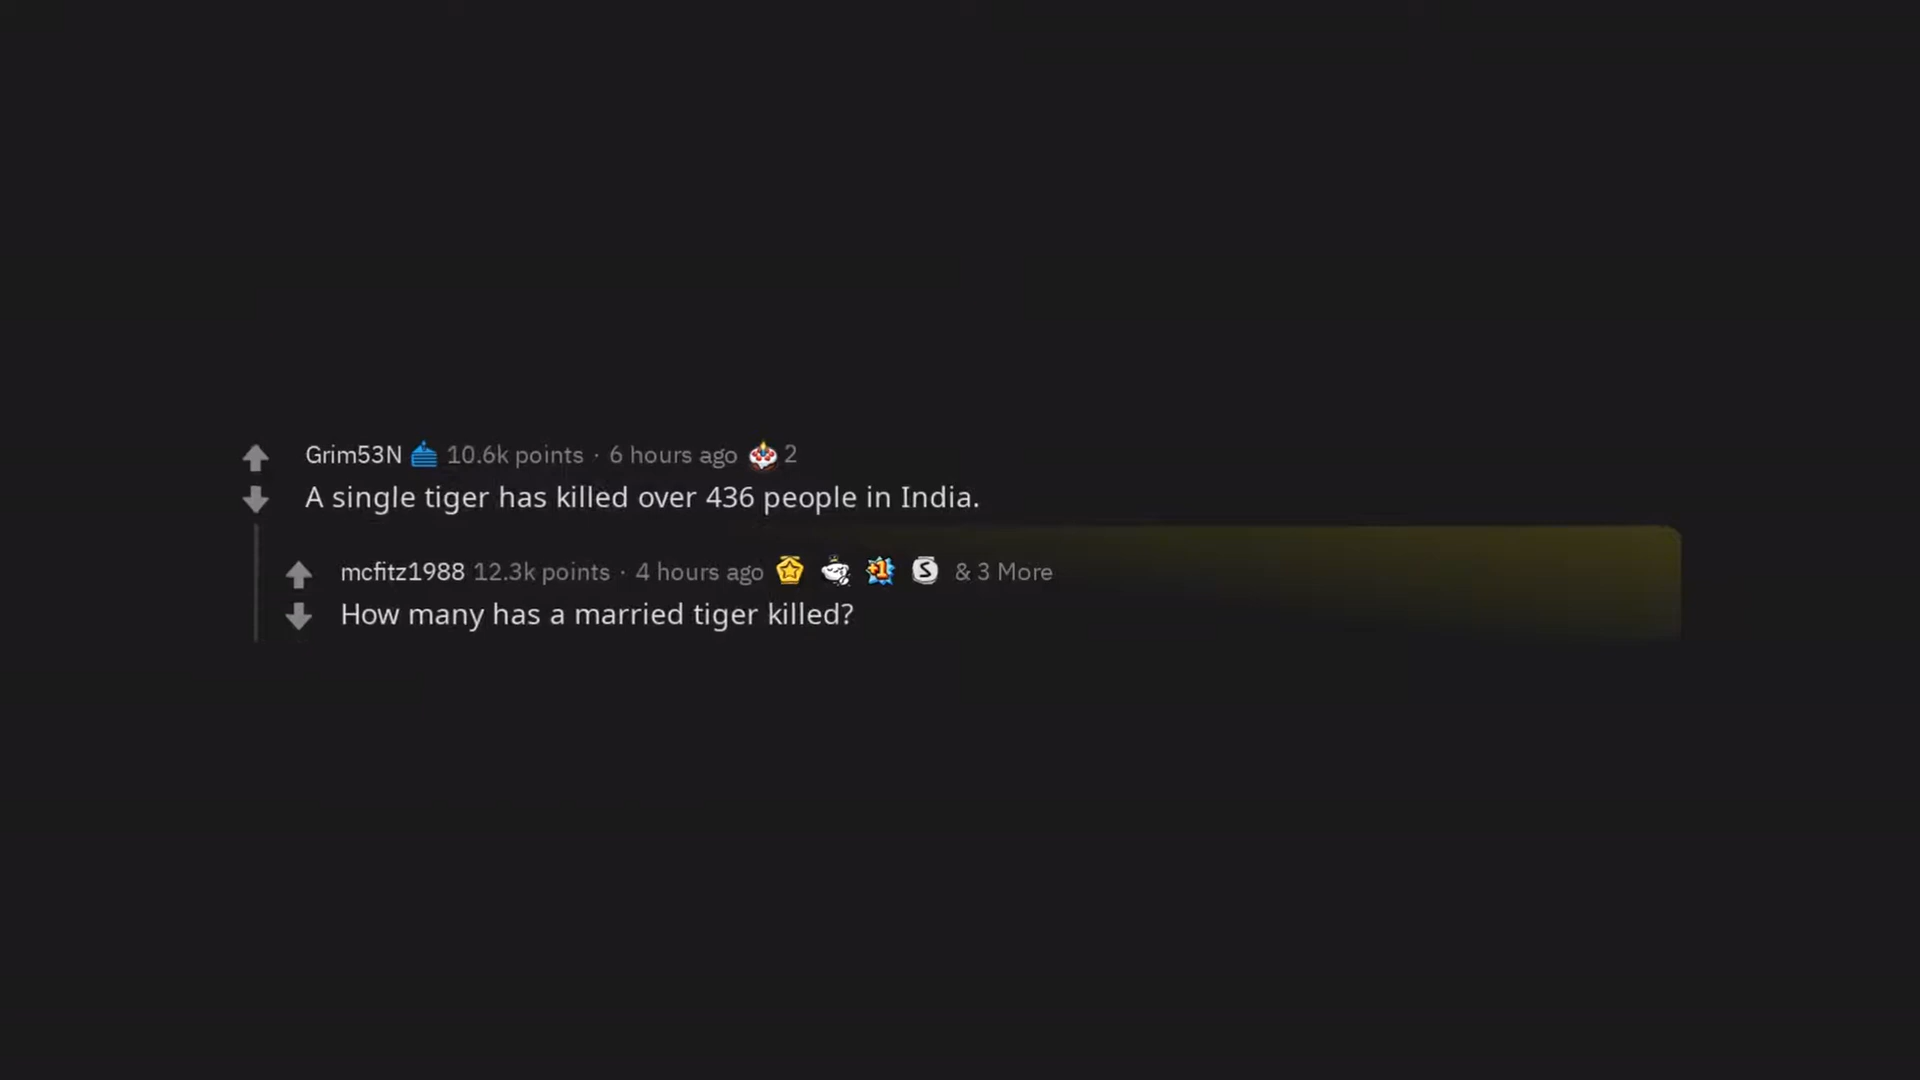 Grim53N 10.6k points · 6 hours ago 2
A single tiger has killed over 436 people in India.
mcfitz1988 12.3k points · 4 hours ago +1 S & 3 More
How many has a married tiger killed?